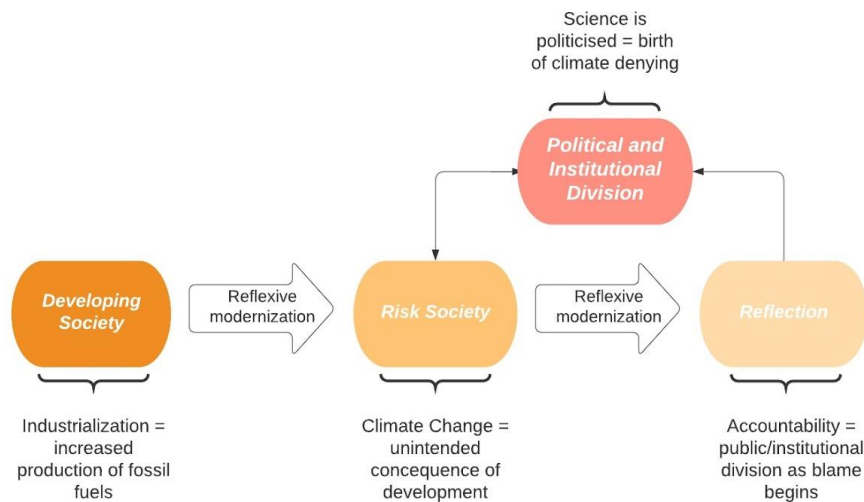 Science is
politicised = birth
of climate denying
Political and
Institutional
Division
Developing
Society
Reflexive
modernization
Risk Society
Reflexive
modernization
Reflection
Industrialization =
increased
production of fossil
fuels
Climate Change =
unintended
concequence of
development
Accountability =
public/institutional
division as blame
begins